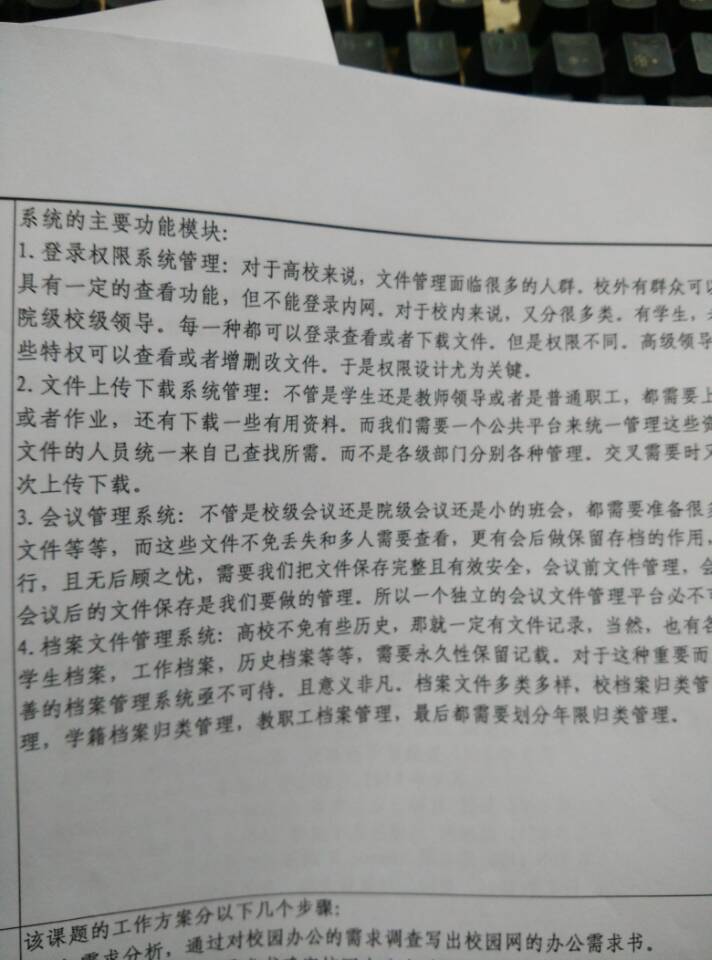 系统的主要功能模块:
1. 登录权限系统管理：对于高校来说，文件管理面临很多的人群。校外有群众可以
具有一定的查看功能，但不能登录内网。对于校内来说，又分很多类。有学生，
院级校级领导。每一种都可以登录查看或者下载文件。但是权限不同。高级领导
些特权可以查看或者增删改文件。于是权限设计尤为关键。
2. 文件上传下载系统管理：不管是学生还是教师领导或者是普通职工，都需要上
或者作业，还有下载一些有用资料。而我们需要一个公共平台来统一管理这些资
文件的人员统一来自己查找所需。而不是各级部门分别各种管理。交叉需要时又
次上传下载。
3. 会议管理系统：不管是校级会议还是院级会议还是小的班会，都需要准备很多
文件等等，而这些文件不免丢失和多人需要查看，更有会后做保留存档的作用，
行，且无后顾之忧，需要我们把文件保存完整且有效安全，会议前文件管理，会
会议后的文件保存是我们要做的管理。所以一个独立的会议文件管理平台必不可
4. 档案文件管理系统：高校不免有些历史，那就一定有文件记录，当然，也有各
学生档案，工作档案，历史档案等等，需要永久性保留记载。对于这种重要而
善的档案管理系统亟不可待。且意义非凡。档案文件多类多样，校档案归类管
理，学籍档案归类管理，教职工档案管理，最后都需要划分年限归类管理。
该课题的工作方案分以下几个步骤:
需求分析，通过对校园办公的需求调查写出校园网的办公需求书。